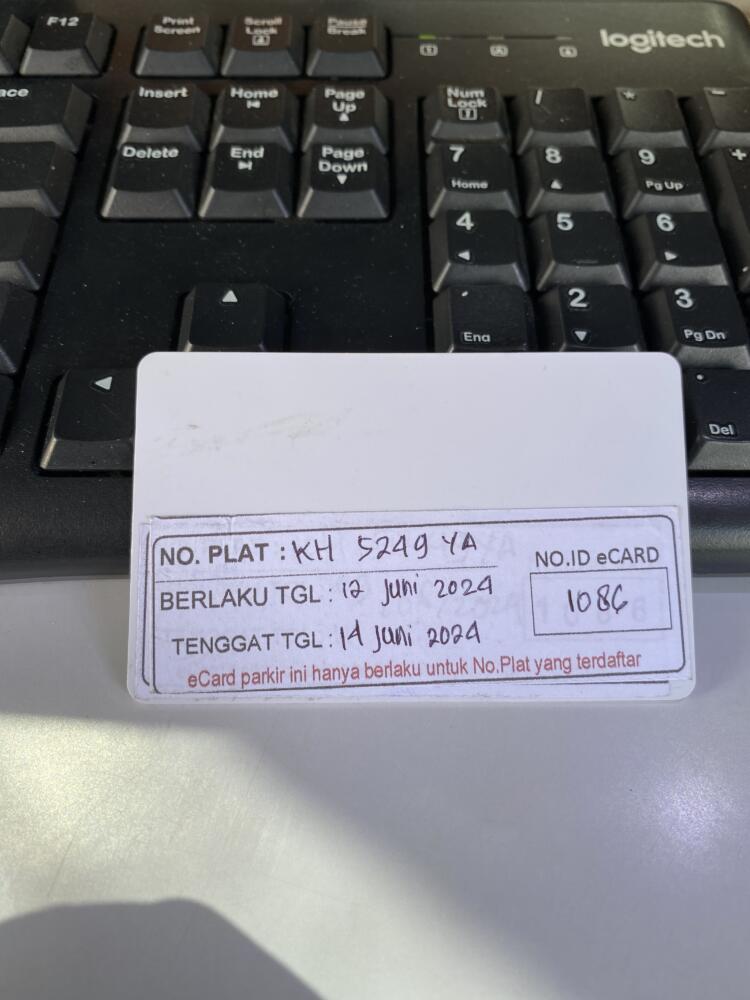 F12
Print Screen
Scroll Lock
Pause Break
logitech
Insert
Home
Page Up
Num Lock
/
*
-
Delete
End
Page Down
7 Home
8
9 Pg Up
+
4
5
6
End
2
3 Pg Dn
Del
NO. PLAT : KH 5249 YA
BERLAKU TGL : 12 Juni 2024
TENGGAT TGL : 14 Juni 2024
NO.ID eCARD
1086
eCard parkir ini hanya berlaku untuk No.Plat yang terdaftar